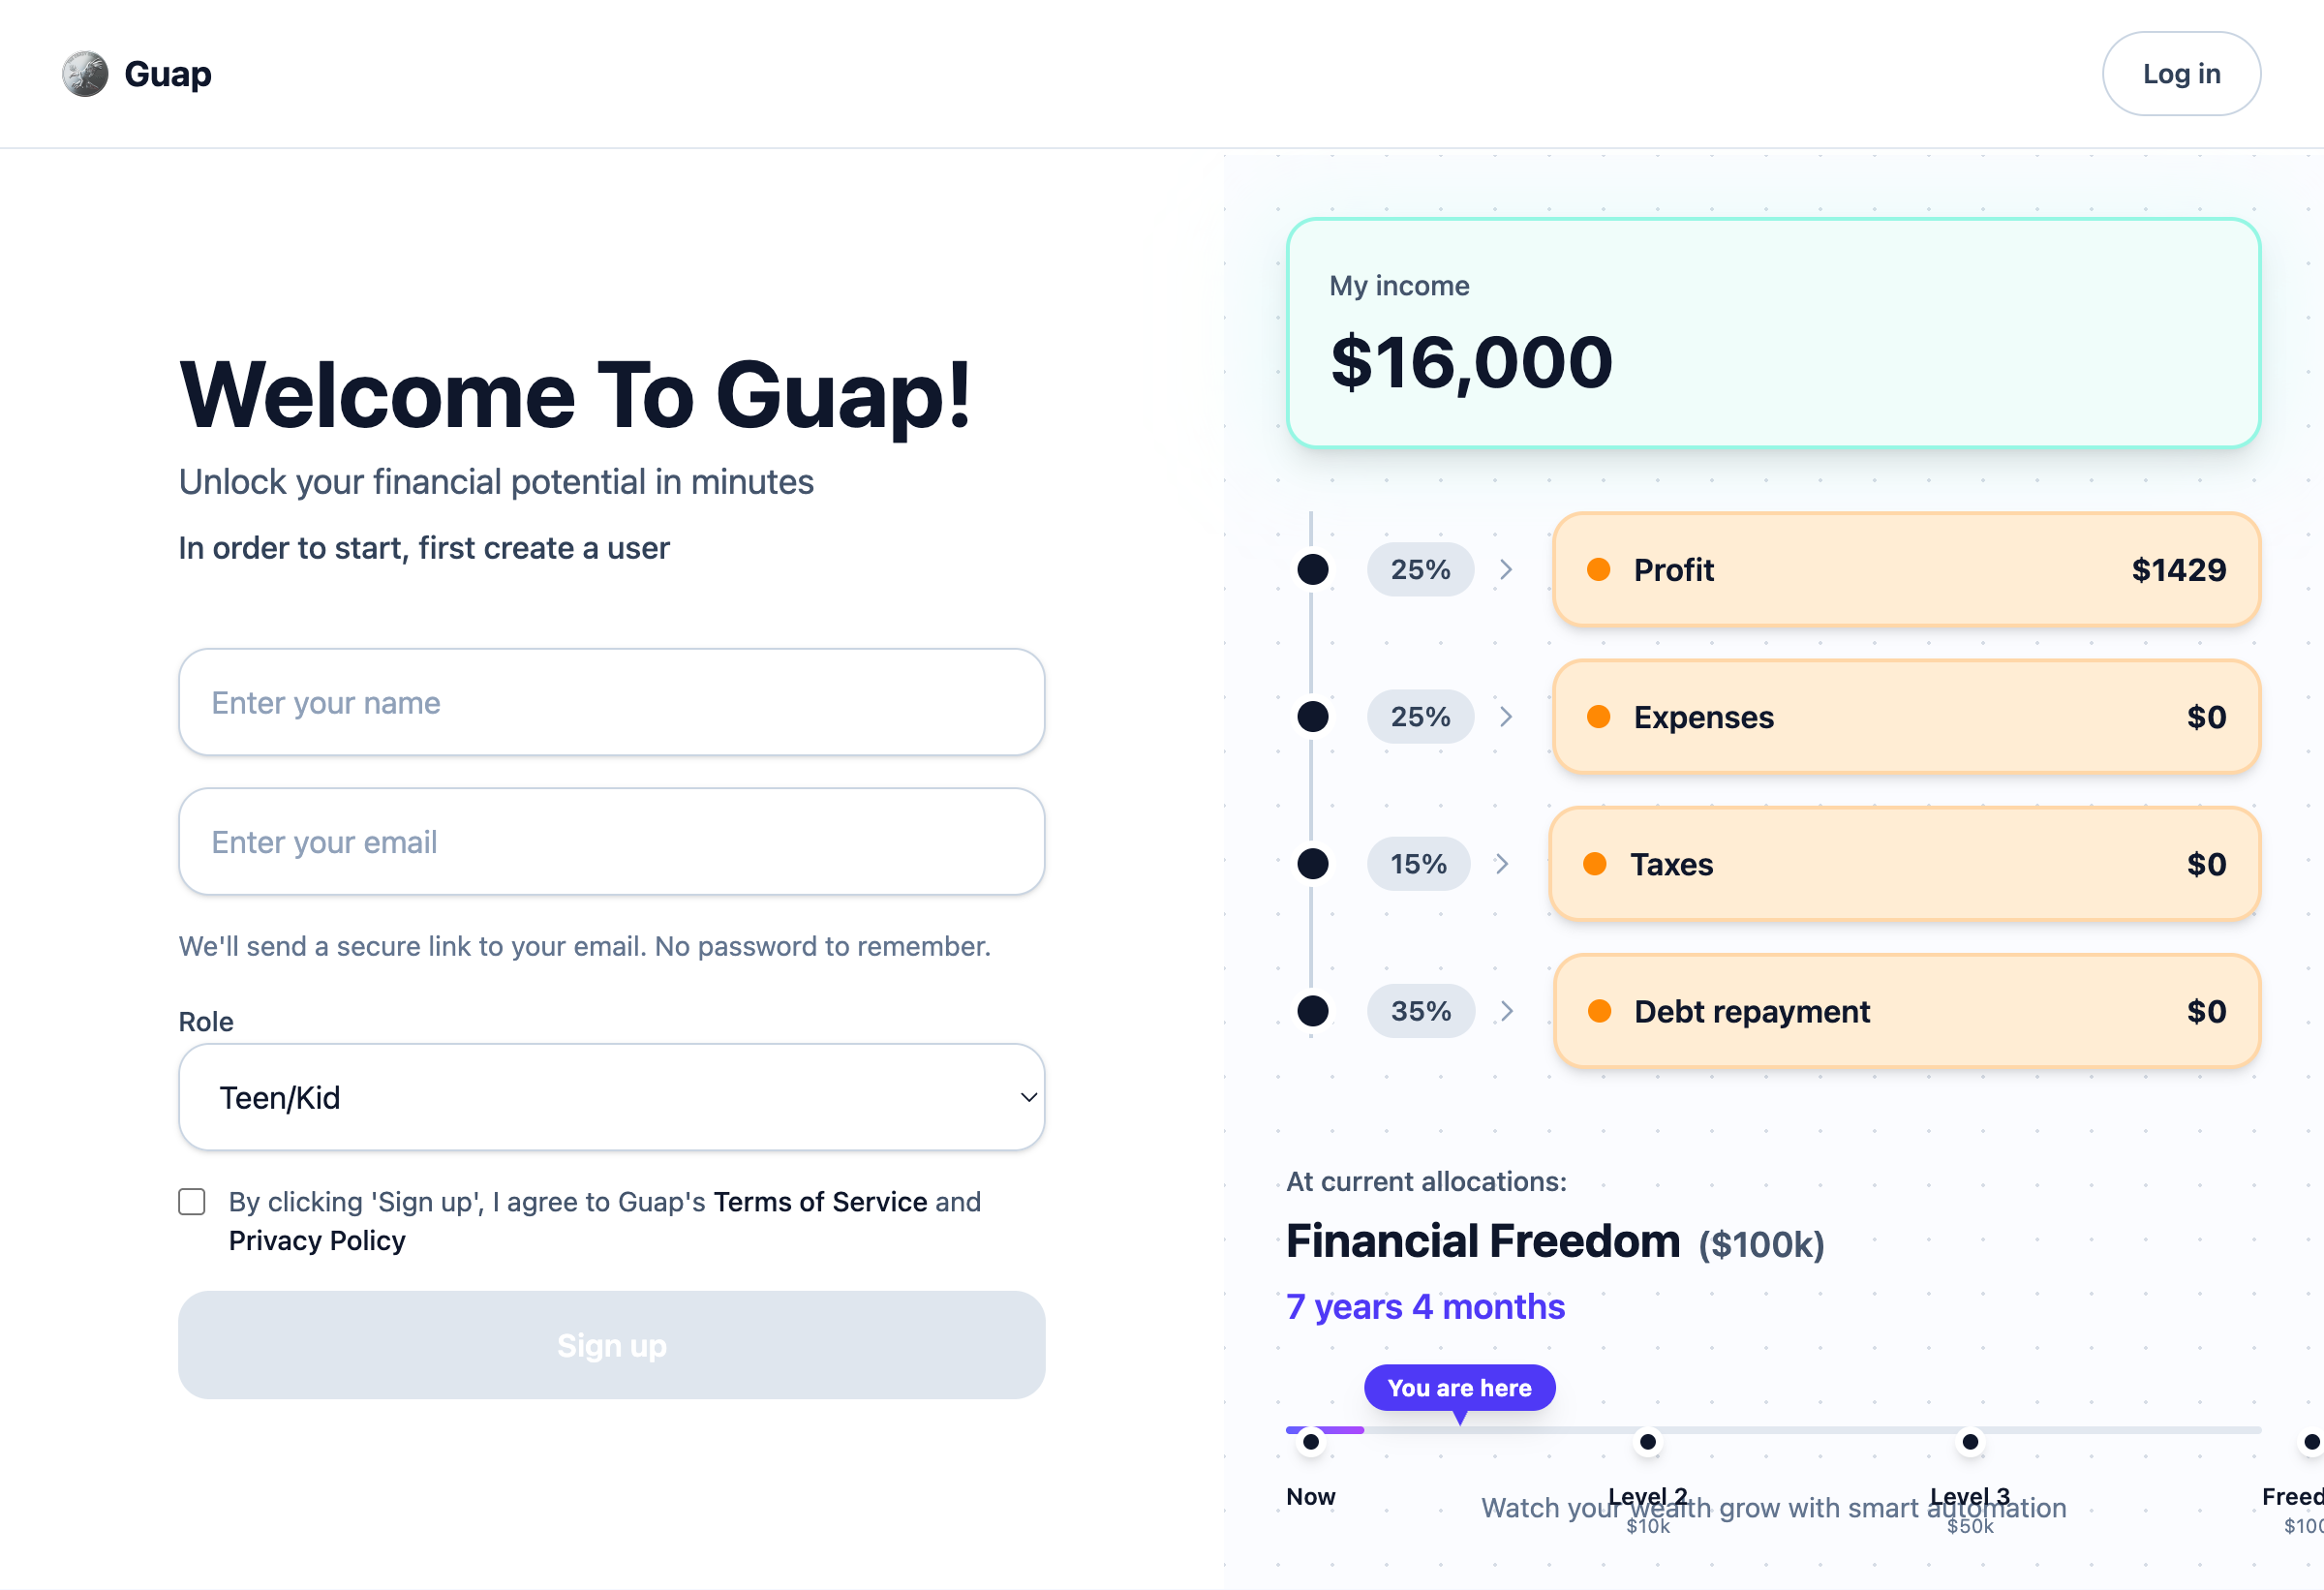 Guap
Log in
Welcome To Guap!
Unlock your financial potential in minutes
In order to start, first create a user
Enter your name
Enter your email
We'll send a secure link to your email. No password to remember.
Role
Teen/Kid
By clicking 'Sign up', I agree to Guap's Terms of Service and
Privacy Policy
Sign up
My income
$16,000
25% Profit $1429
25% Expenses $0
15% Taxes $0
35% Debt repayment $0
At current allocations:
Financial Freedom ($100k)
7 years 4 months
You are here
Now Level 2 Level 3 Freed
Watch your wealth grow with smart automation
$10k $50k $100